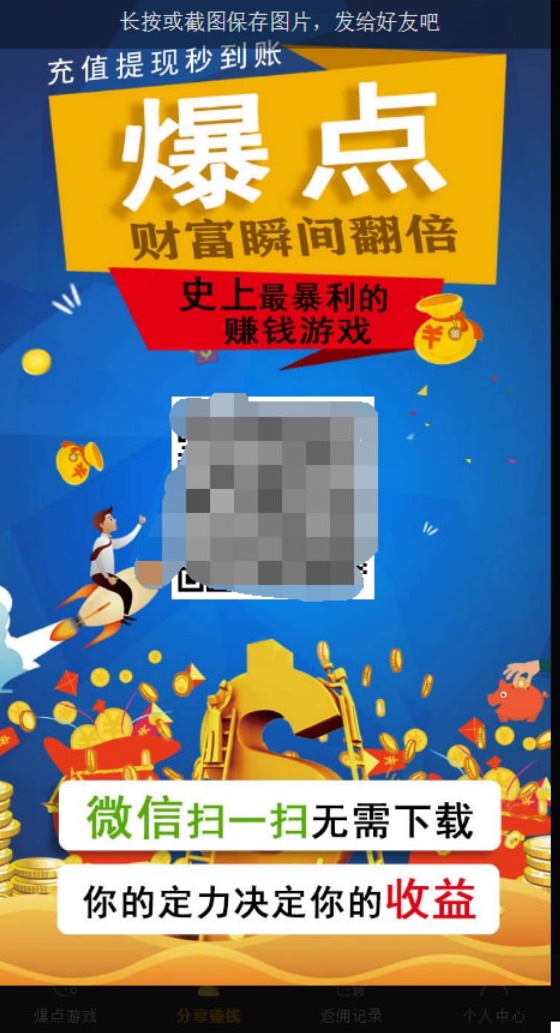 长按或截图保存图片，发给好友吧
充值提现秒到账
爆点
财富瞬间翻倍
史上最暴利的
赚钱游戏
微信扫一扫无需下载
你的定力决定你的收益
爆点游戏
分享赚钱
返佣记录
个人中心